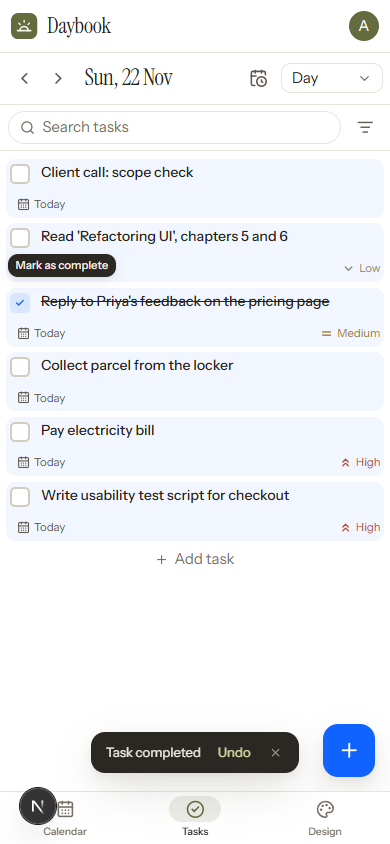 Daybook
A
Sun, 22 Nov
Day
Search tasks
Client call: scope check
Today
Read 'Refactoring UI', chapters 5 and 6
Mark as complete
Low
Reply to Priya's feedback on the pricing page
Today
Medium
Collect parcel from the locker
Today
Pay electricity bill
Today
High
Write usability test script for checkout
Today
High
+ Add task
Task completed Undo
N
Calendar
Tasks
Design